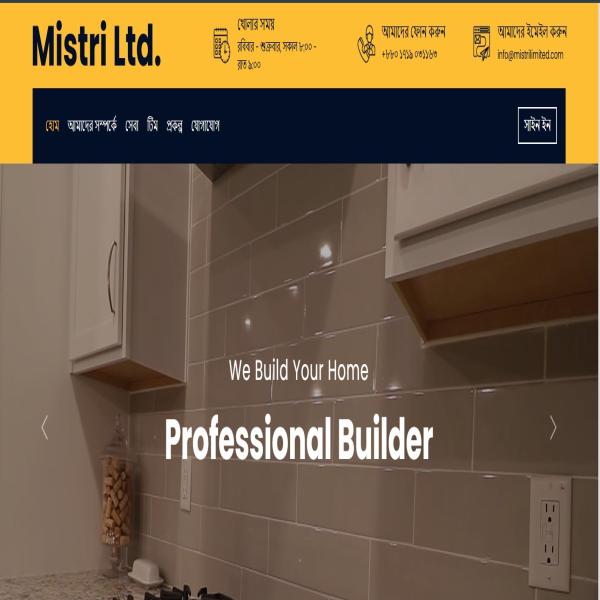 Mistri Ltd.
খোলার সময়
রবিবার - শুক্রবার, সকাল ৮:০০ -
রাত ৯:০০
আমাদের ফোন করুন
+৮৮০ ১৭১৯ ০৩১১৬৩
আমাদের ইমেইল করুন
info@mistrilimited.com
হোম আমাদের সম্পর্কে সেবা টিম প্রকল্প যোগাযোগ
সাইন ইন
We Build Your Home
Professional Builder